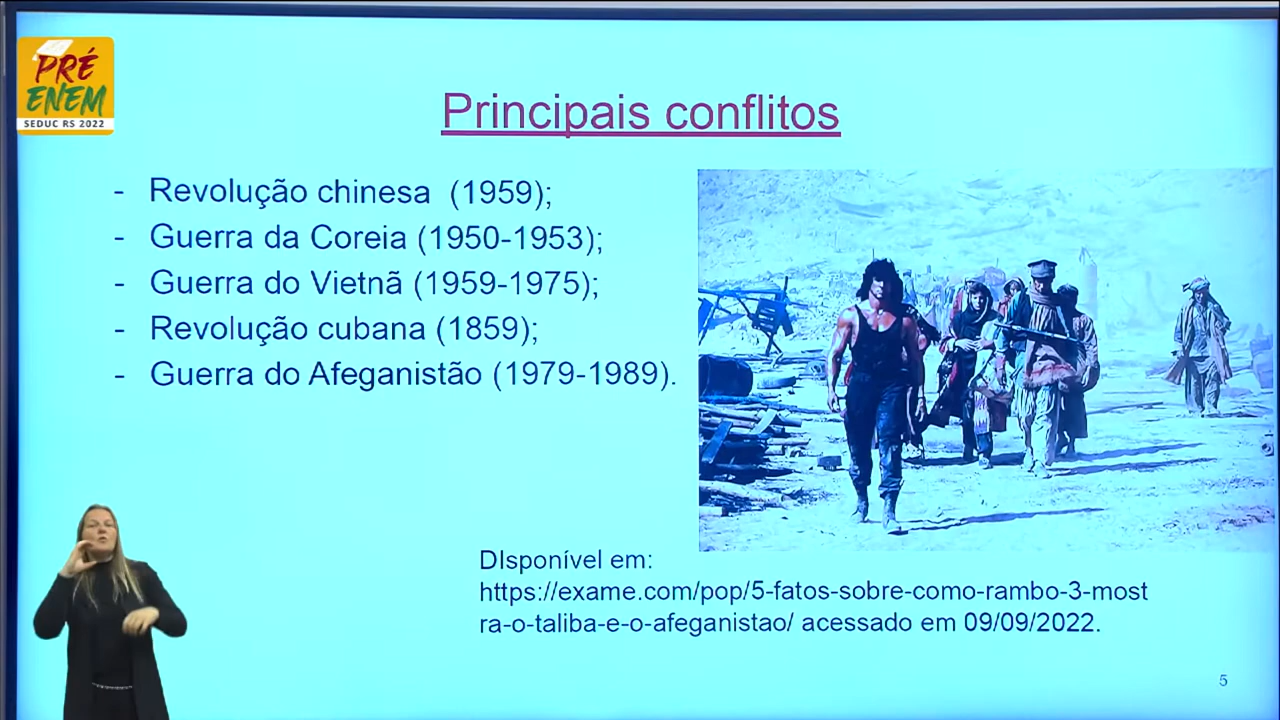 PRÉ
ENEM
SEDUC RS 2022
Principais conflitos
- Revolução chinesa (1959);
- Guerra da Coreia (1950-1953);
- Guerra do Vietnã (1959-1975);
- Revolução cubana (1859);
- Guerra do Afeganistão (1979-1989).
DIsponível em:
https://exame.com/pop/5-fatos-sobre-como-rambo-3-most
ra-o-taliba-e-o-afeganistao/ acessado em 09/09/2022.
5